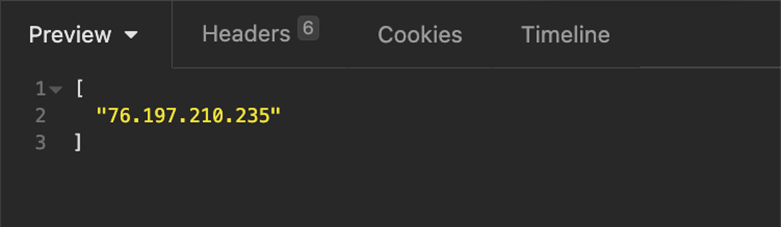 Preview Headers 6 Cookies Timeline
1 [
2 "76.197.210.235"
3 ]